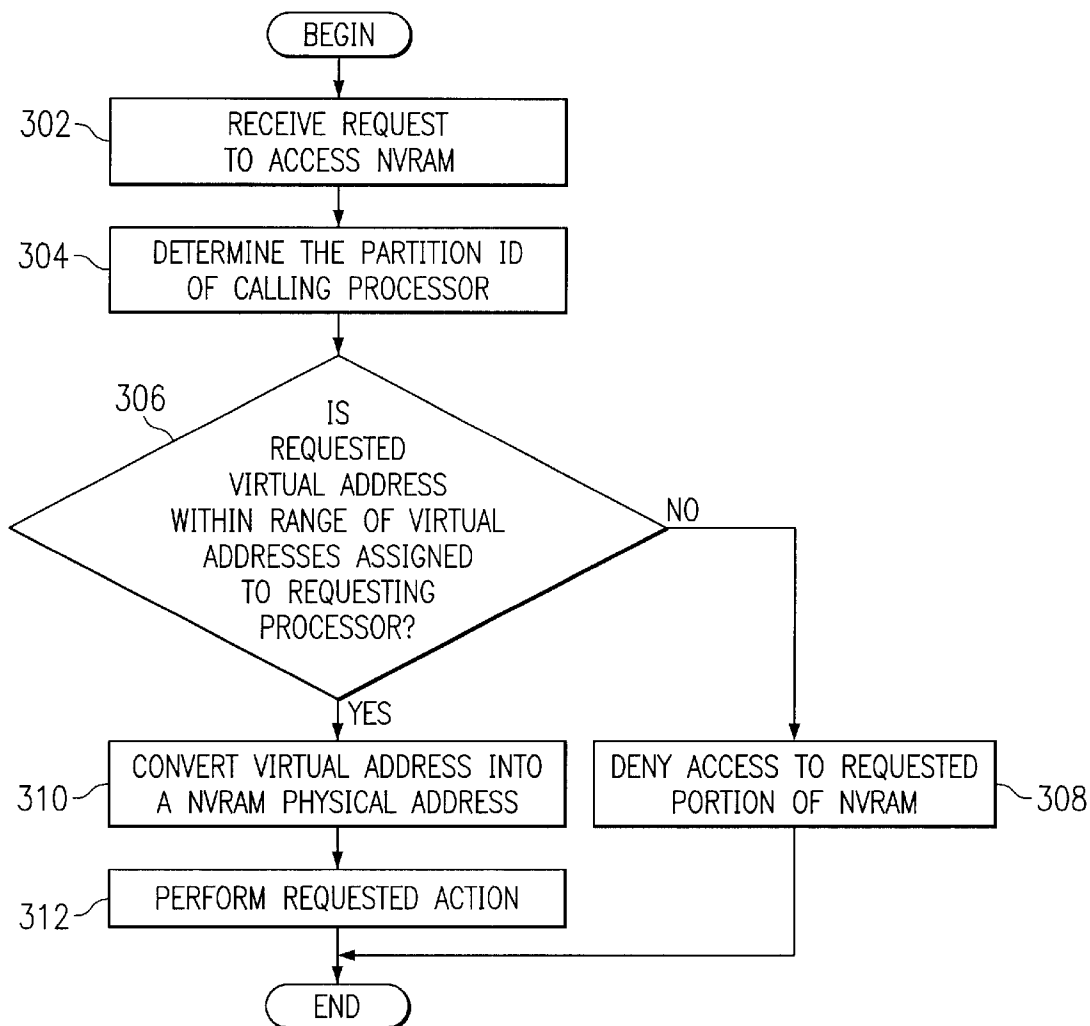 BEGIN
302
RECEIVE REQUEST
TO ACCESS NVRAM
304
DETERMINE THE PARTITION ID
OF CALLING PROCESSOR
306
IS
REQUESTED
VIRTUAL ADDRESS
WITHIN RANGE OF VIRTUAL
ADDRESSES ASSIGNED
TO REQUESTING
PROCESSOR?
NO
YES
310
CONVERT VIRTUAL ADDRESS INTO
A NVRAM PHYSICAL ADDRESS
DENY ACCESS TO REQUESTED
PORTION OF NVRAM
308
312
PERFORM REQUESTED ACTION
END